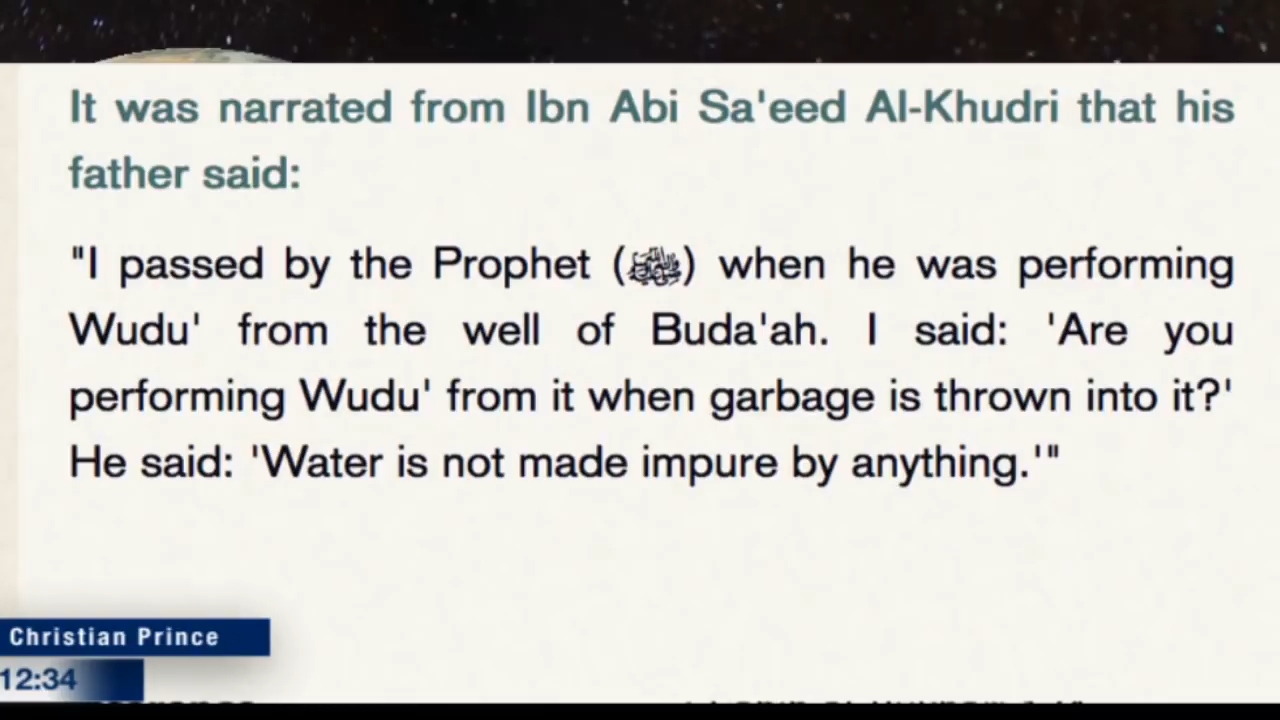 It was narrated from Ibn Abi Sa'eed Al-Khudri that his
father said:
"I passed by the Prophet (ﷺ) when he was performing
Wudu' from the well of Buda'ah. I said: 'Are you
performing Wudu' from it when garbage is thrown into it?'
He said: 'Water is not made impure by anything.'"
Christian Prince
12:34